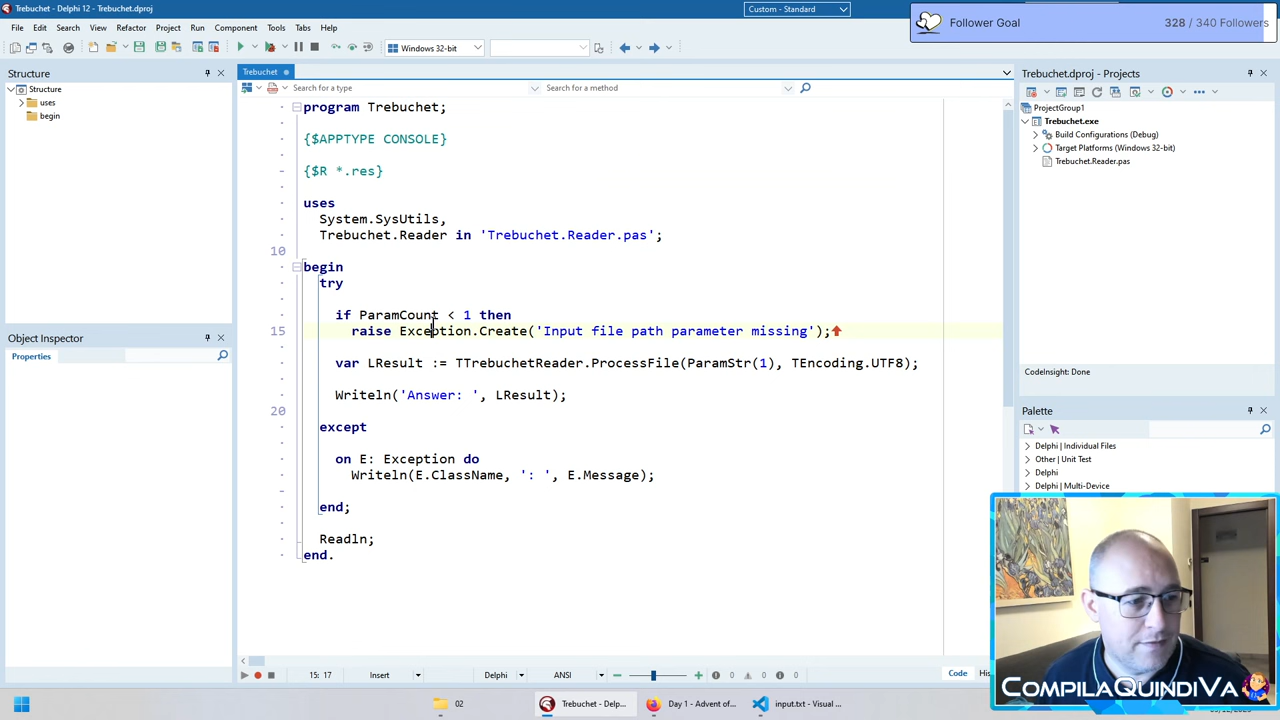 Trebuchet - Delphi 12 - Trebuchet.dproj
Custom - Standard
Follower Goal
328 / 340 Followers
File Edit Search View Refactor Project Run Component Tools Tabs Reader
Windows 32-bit
Structure
Trebuchet
Trebuchet.dproj - Projects
Structure
uses
begin
Search for a type
Search for a method
program Trebuchet;
{$APPTYPE CONSOLE}
{$R *.res}
uses
System.SysUtils,
Trebuchet.Reader in 'Trebuchet.Reader.pas';
10
begin
try
if ParamCount < 1 then
15
raise Exception.Create('Input file path parameter missing');
var LResult := TTrebuchetReader.ProcessFile(ParamStr(1), TEncoding.UTF8);
Writeln('Answer: ', LResult);
20
except
on E: Exception do
Writeln(E.ClassName, ': ', E.Message);
end;
Readln;
end.
ProjectGroup1
Trebuchet.exe
Build Configurations (Debug)
Target Platforms (Windows 32-bit)
Trebuchet.Reader.pas
CodeInsight: Done
Object Inspector
Properties
Palette
Delphi | Individual Files
Other | Unit Test
Delphi
Delphi | Multi-Device
15: 17
Insert
Delphi
ANSI
0
0
0
Code
02
Trebuchet - Delp...
Day 1 - Advent of...
input.txt - Visual ...
COMPILAQUINDIVA